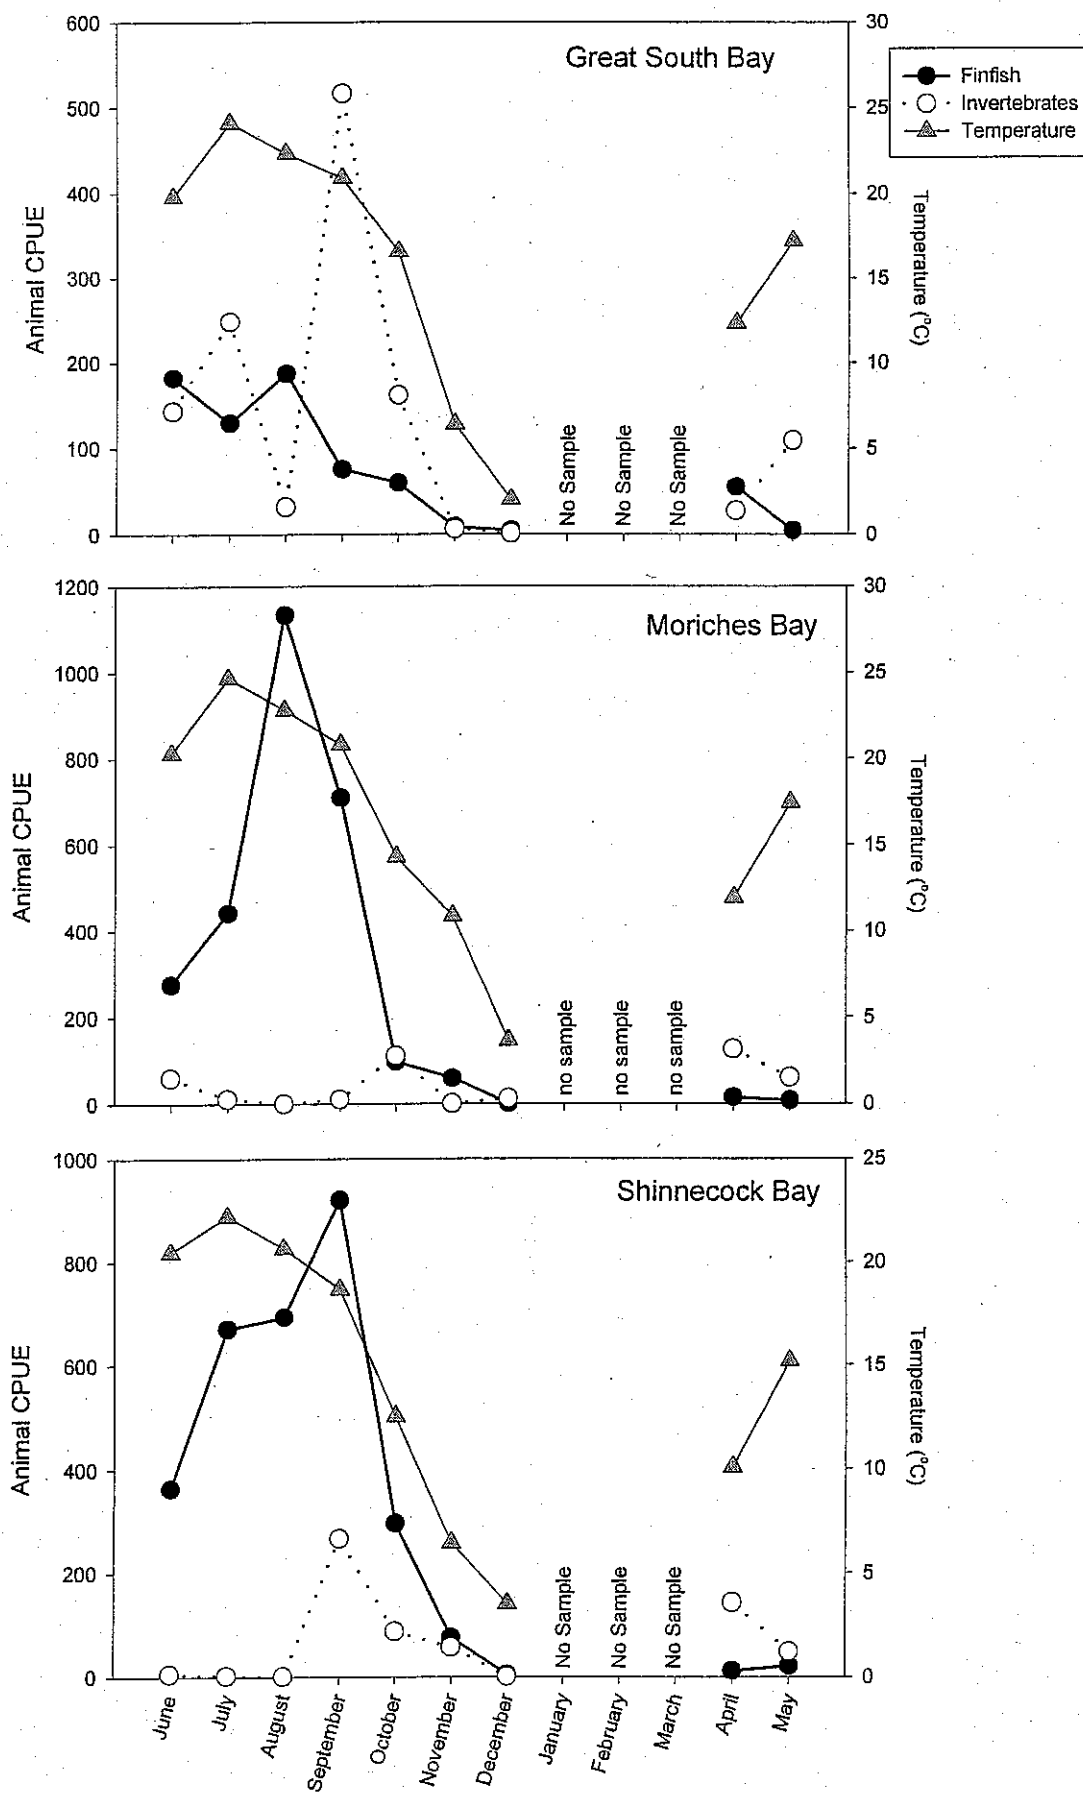 Great South Bay
Finfish
Invertebrates
Temperature
600
500
400
300
200
100
0
Animal CPUE
30
25
20
15
10
5
0
Temperature (°C)
No Sample
No Sample
No Sample
Moriches Bay
1200
1000
800
600
400
200
0
Animal CPUE
30
25
20
15
10
5
0
Temperature (°C)
no sample
no sample
no sample
Shinnecock Bay
1000
800
600
400
200
0
Animal CPUE
25
20
15
10
5
0
Temperature (°C)
No Sample
No Sample
No Sample
June
July
August
September
October
November
December
January
February
March
April
May